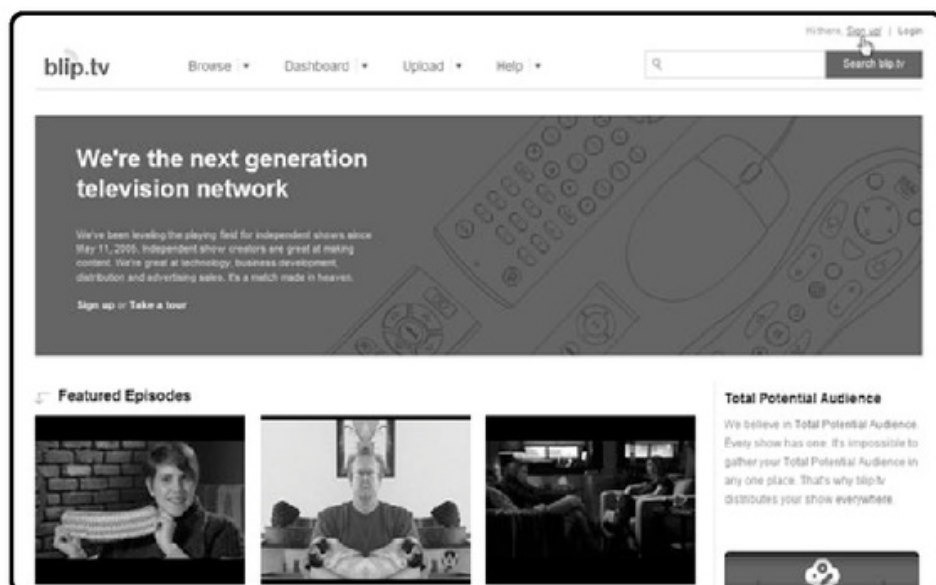 Hi there, Sign up! | Login
blip.tv
Browse
Dashboard
Upload
Help
Search blip.tv
We're the next generation
television network
We've been leveling the playing field for independent shows since
May 11, 2005. Independent show creators are great at making
content. We're great at technology, business development,
distribution and advertising sales. It's a match made in heaven.
Sign up or Take a tour
Featured Episodes
Total Potential Audience
We believe in Total Potential Audience.
Every show has one. It's impossible to
gather your Total Potential Audience in
any one place. That's why blip.tv
distributes your show everywhere.